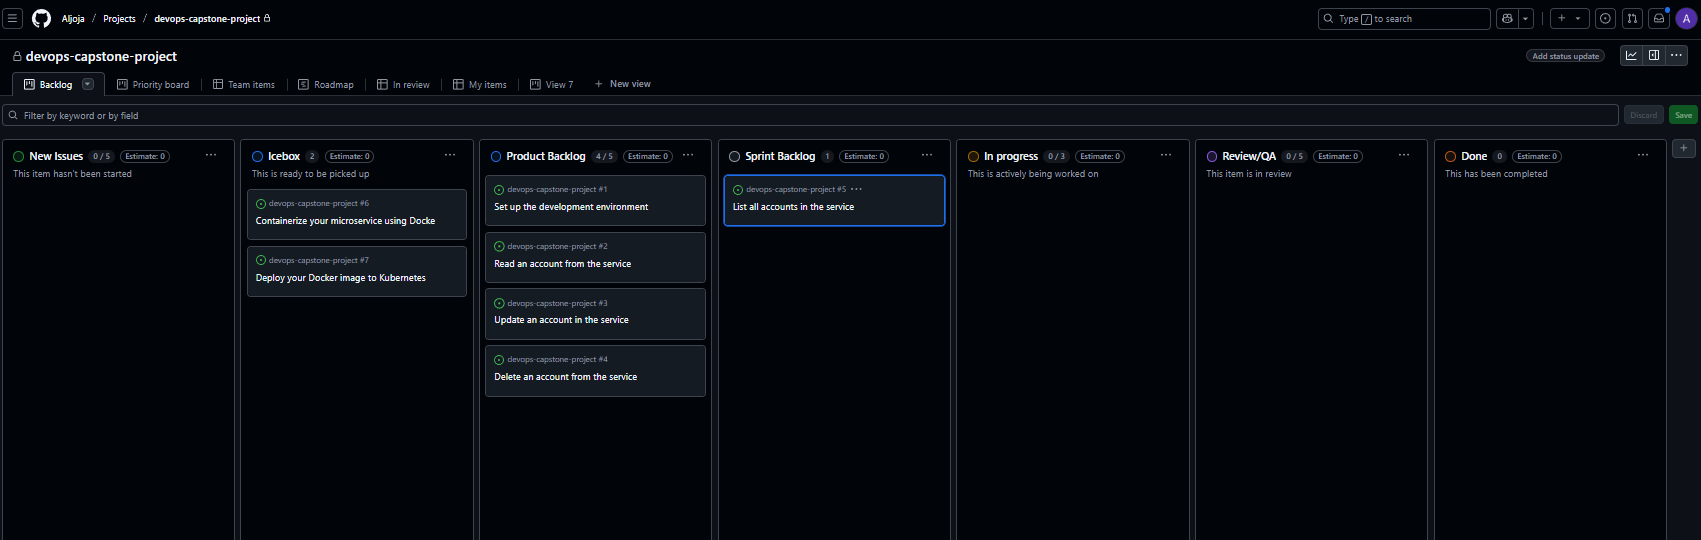 Aljoja / Projects / devops-capstone-project
Type / to search
A
devops-capstone-project
Add status update
Backlog
Priority board
Team items
Roadmap
In review
My items
View 7
+ New view
Filter by keyword or by field
Discard
Save
New Issues 0 / 5 Estimate: 0
This item hasn't been started
Icebox 2 Estimate: 0
This is ready to be picked up
devops-capstone-project #6
Containerize your microservice using Docke
devops-capstone-project #7
Deploy your Docker image to Kubernetes
Product Backlog 4 / 5 Estimate: 0
devops-capstone-project #1
Set up the development environment
devops-capstone-project #2
Read an account from the service
devops-capstone-project #3
Update an account in the service
devops-capstone-project #4
Delete an account from the service
Sprint Backlog 1 Estimate: 0
devops-capstone-project #5
List all accounts in the service
In progress 0 / 3 Estimate: 0
This is actively being worked on
Review/QA 0 / 5 Estimate: 0
This item is in review
Done 0 Estimate: 0
This has been completed